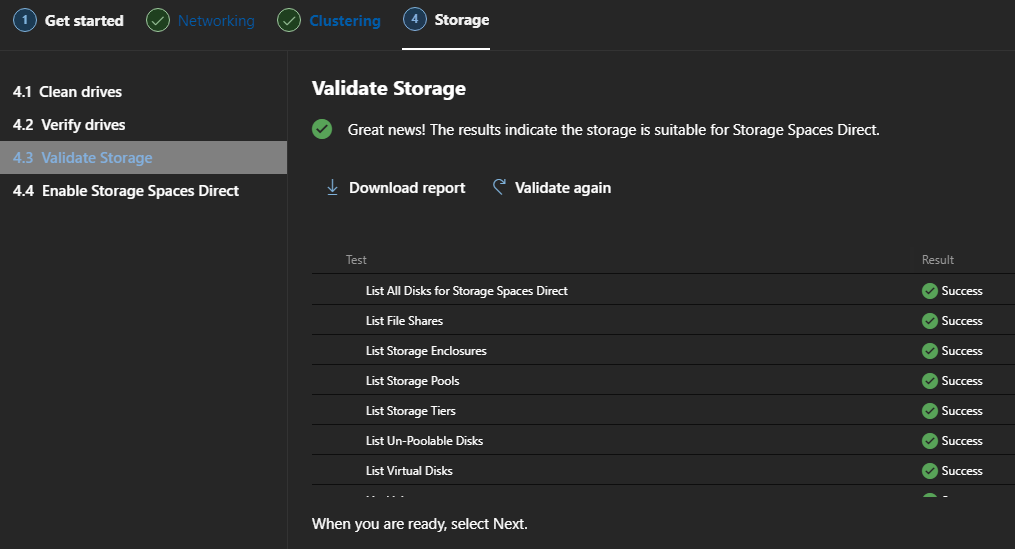 1 Get started Networking Clustering 4 Storage
4.1 Clean drives
4.2 Verify drives
4.3 Validate Storage
4.4 Enable Storage Spaces Direct
Validate Storage
Great news! The results indicate the storage is suitable for Storage Spaces Direct.
Download report Validate again
Test Result
List All Disks for Storage Spaces Direct Success
List File Shares Success
List Storage Enclosures Success
List Storage Pools Success
List Storage Tiers Success
List Un-Poolable Disks Success
List Virtual Disks Success
When you are ready, select Next.